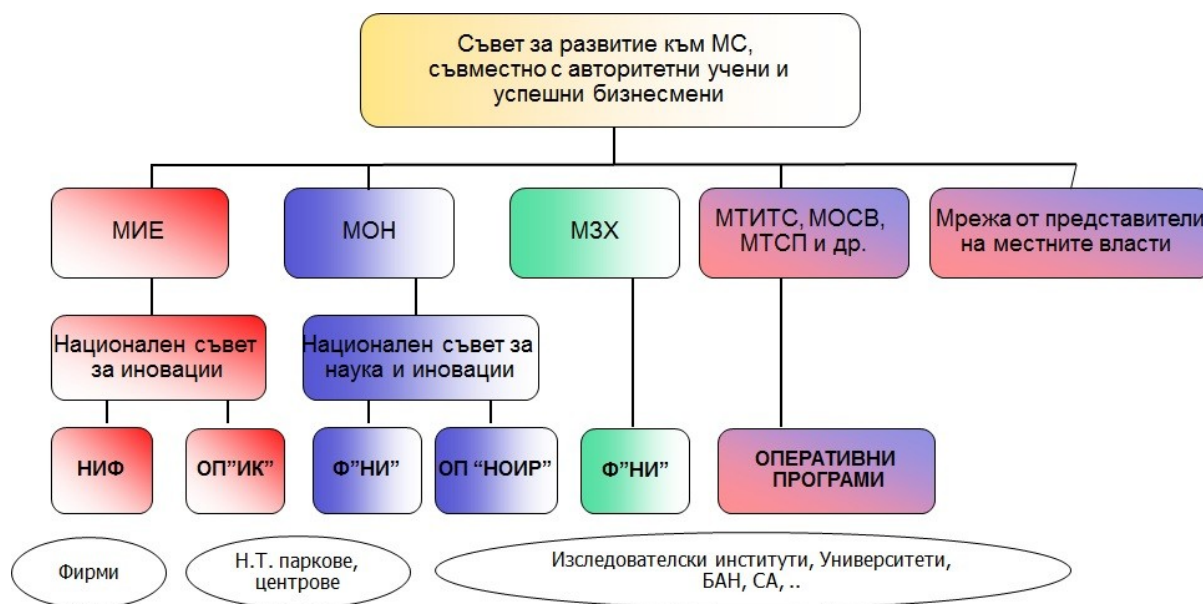 Съвет за развитие към МС,
съвместно с авторитетни учени и
успешни бизнесмени
МИЕ
МОН
МЗХ
МТИТС, МОСВ,
МТСП и др.
Мрежа от представители
на местните власти
Национален съвет
за иновации
Национален съвет за
наука и иновации
НИФ
ОП”ИК”
Ф”НИ”
ОП “НОИР”
Ф”НИ”
ОПЕРАТИВНИ
ПРОГРАМИ
Фирми
Н.Т. паркове,
центрове
Изследователски институти, Университети,
БАН, СА, ..